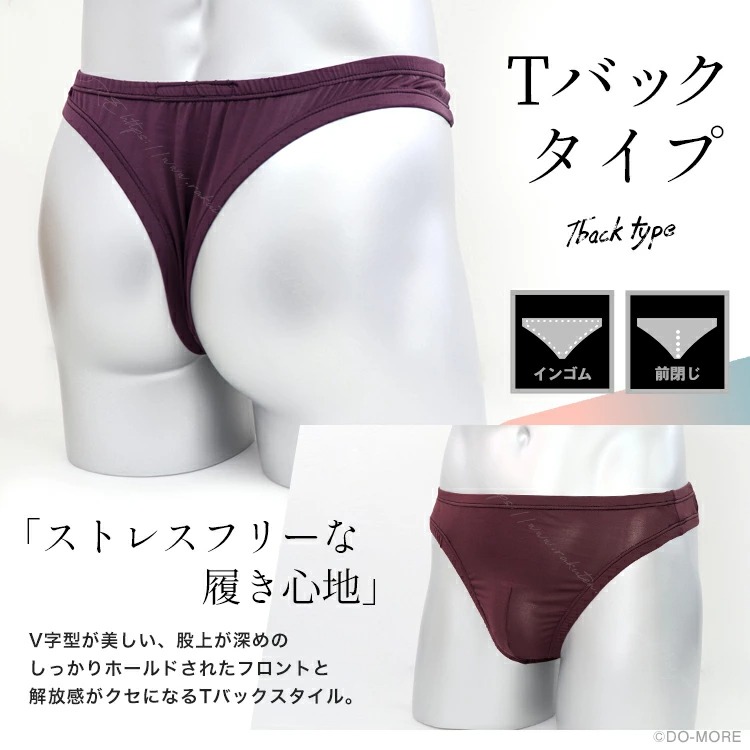 Tバック
タイプ
Tback type
インゴム
前閉じ
「ストレスフリーな
履き心地」
V字型が美しい、股上が深めの
しっかりホールドされたフロントと
解放感がクセになるTバックスタイル。
©DO-MORE